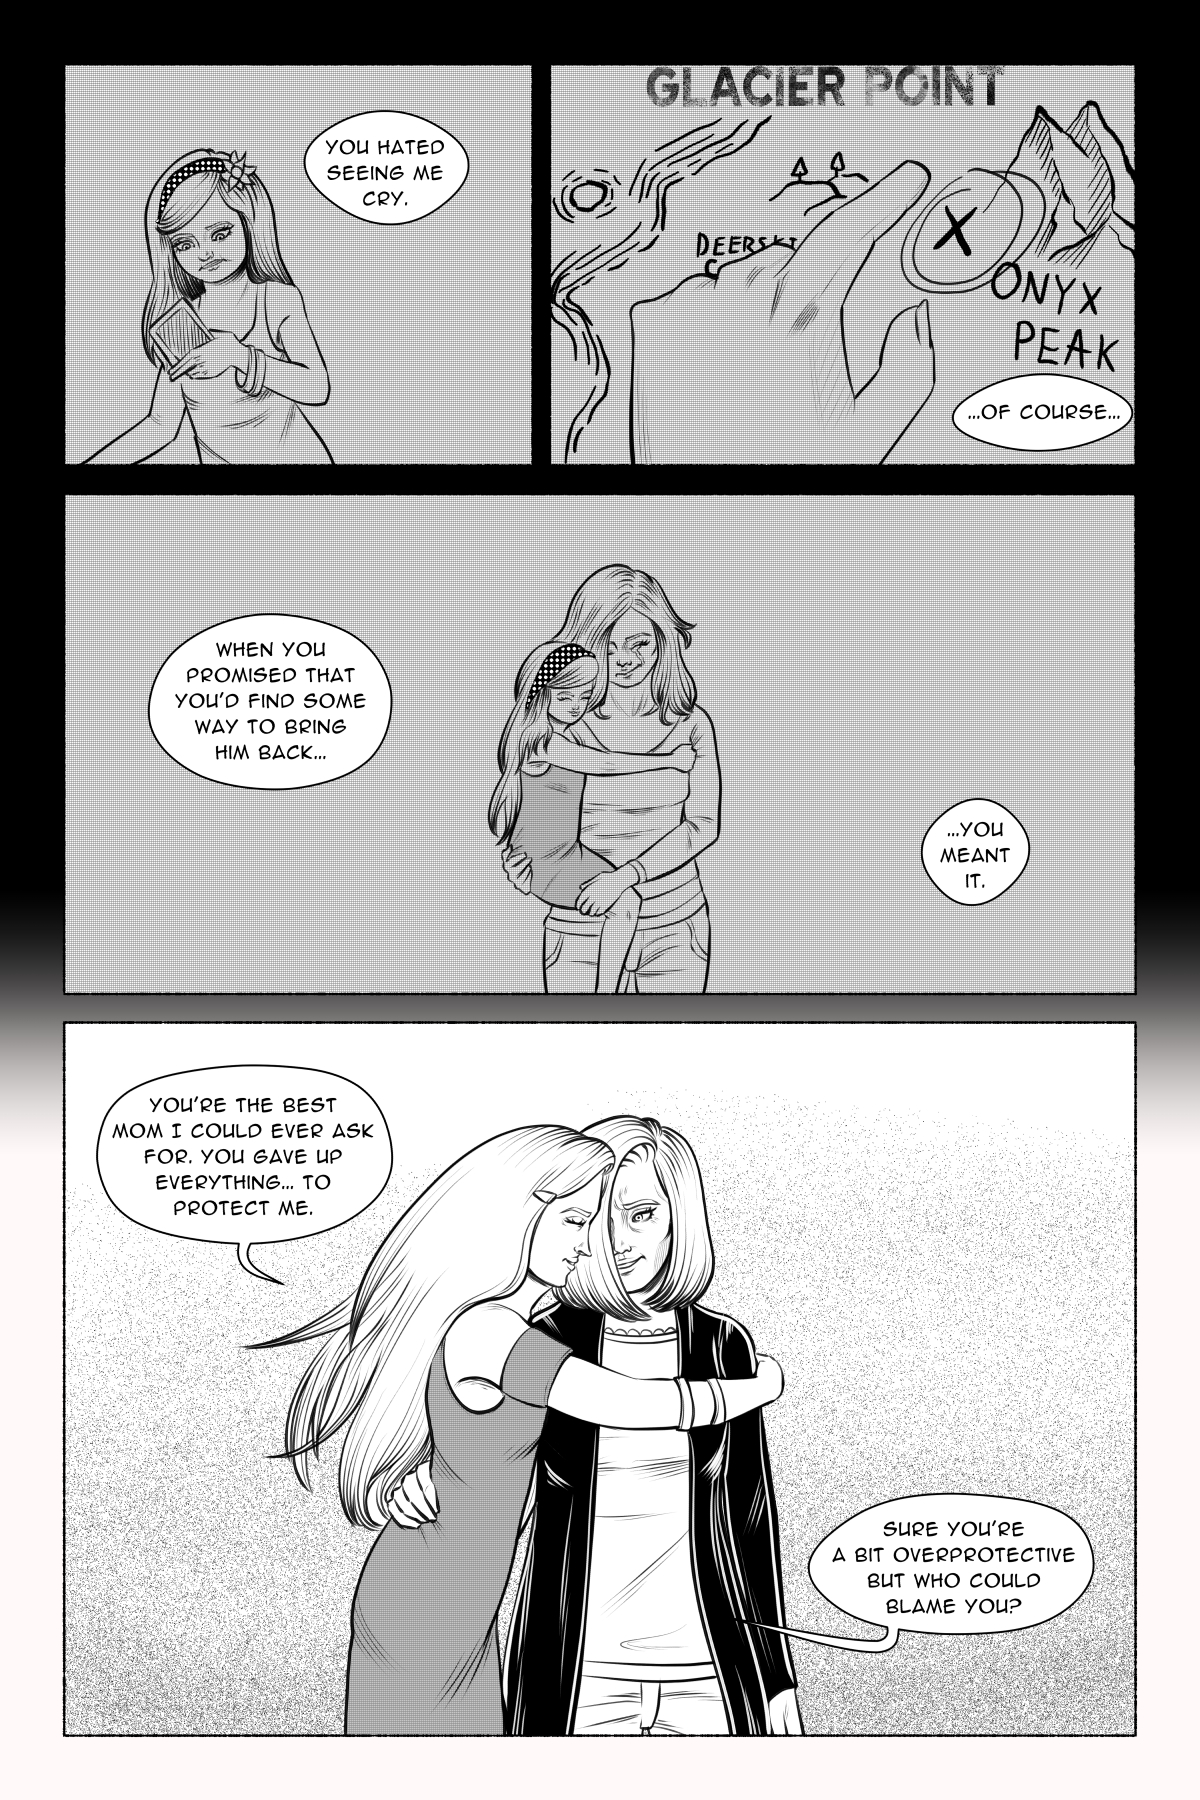 YOU HATED
SEEING ME
CRY.
GLACIER POINT
X
ONYX
PEAK
...OF COURSE...
WHEN YOU
PROMISED THAT
YOU'D FIND SOME
WAY TO BRING
HIM BACK...
...YOU
MEANT
IT.
YOU'RE THE BEST
MOM I COULD EVER ASK
FOR. YOU GAVE UP
EVERYTHING... TO
PROTECT ME.
SURE YOU'RE
A BIT OVERPROTECTIVE
BUT WHO COULD
BLAME YOU?